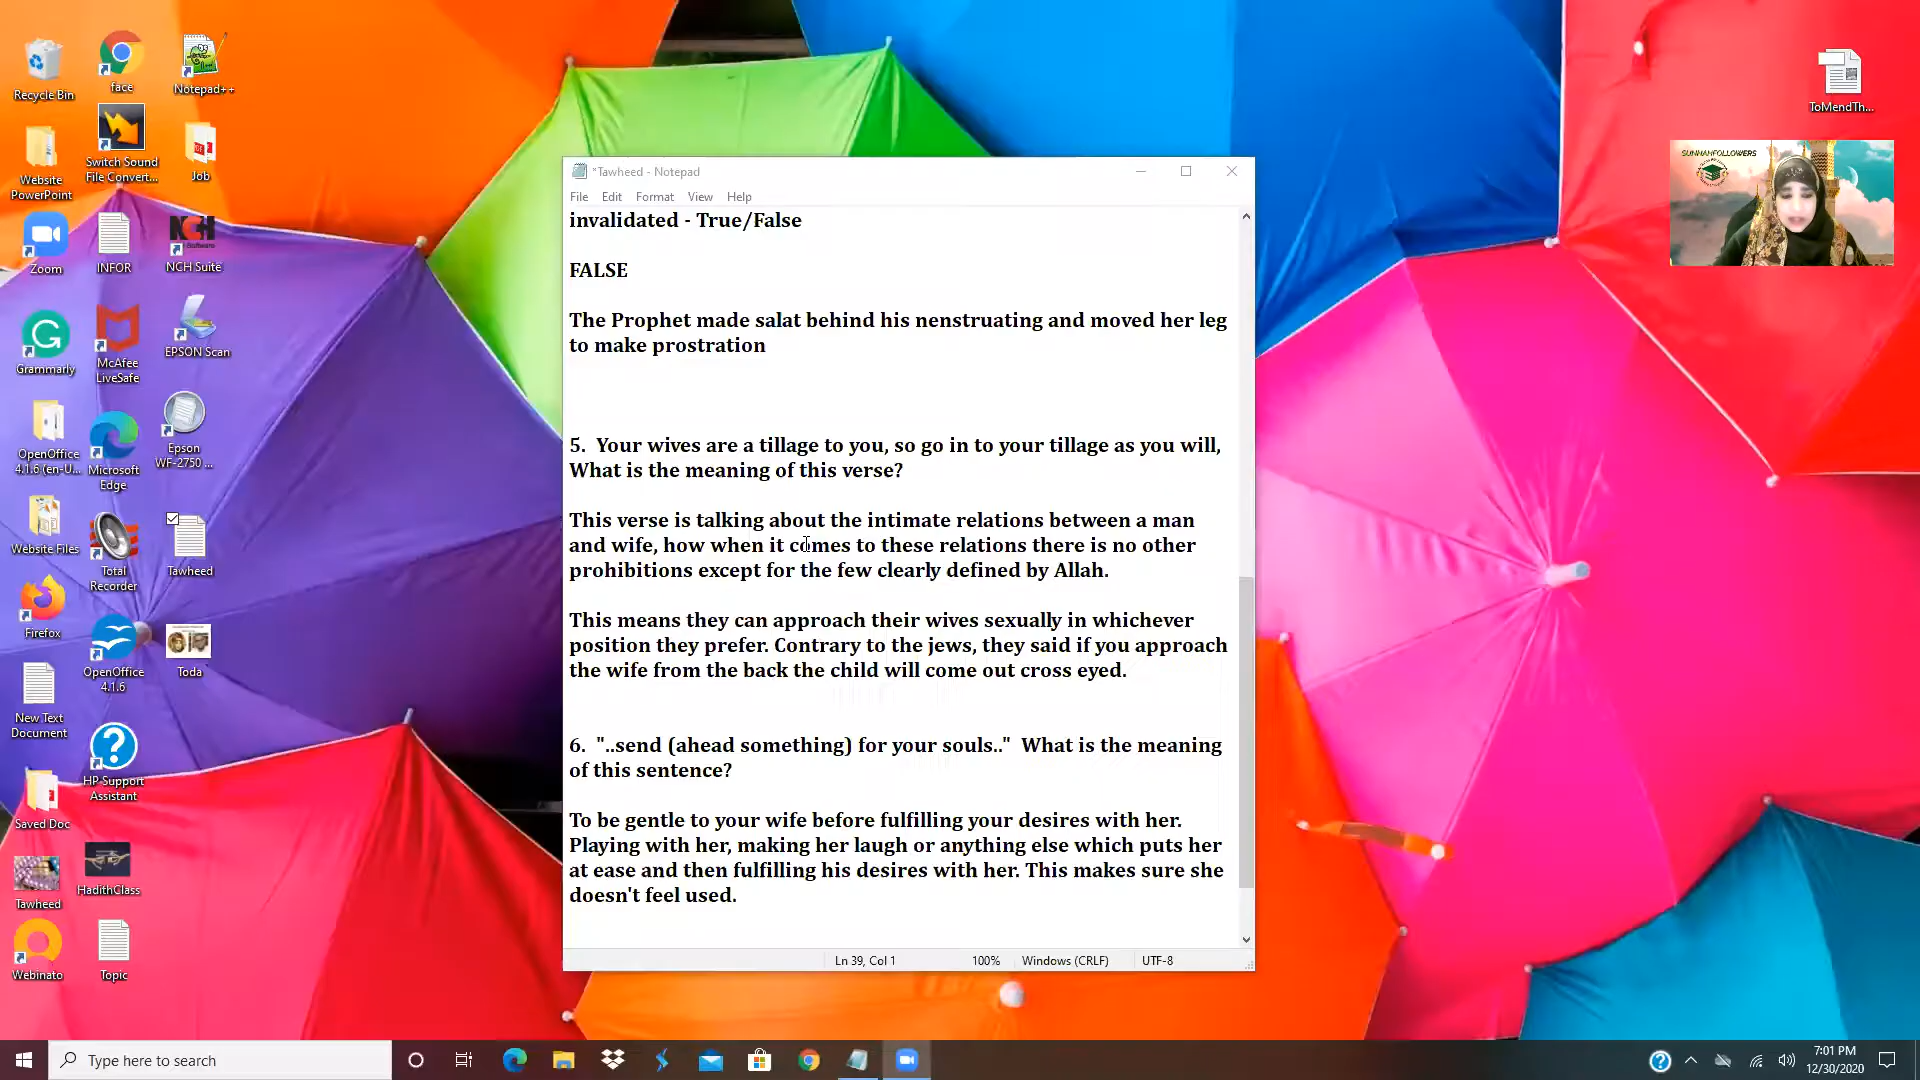 Recycle Bin
face
Notepad++
Website
PowerPoint
Switch Sound
File Convert...
Job
Zoom
INFOR
NCH Suite
Grammarly
McAfee
LiveSafe
EPSON Scan
OpenOffice
4.1.6 (en-U...
Microsoft
Edge
Epson
WF-2750 ...
Website Files
Total
Recorder
Tawheed
Firefox
OpenOffice
4.1.6
Toda
New Text
Document
HP Support
Assistant
Saved Doc
Tawheed
HadithClass
Webinato
Topic
ToMendTh...
SUNNAHFOLLOWERS
*Tawheed - Notepad
File Edit Format View Help
invalidated - True/False
FALSE
The Prophet made salat behind his nenstruating and moved her leg
to make prostration
5. Your wives are a tillage to you, so go in to your tillage as you will,
What is the meaning of this verse?
This verse is talking about the intimate relations between a man
and wife, how when it comes to these relations there is no other
prohibitions except for the few clearly defined by Allah.
This means they can approach their wives sexually in whichever
position they prefer. Contrary to the jews, they said if you approach
the wife from the back the child will come out cross eyed.
6. "..send (ahead something) for your souls.." What is the meaning
of this sentence?
To be gentle to your wife before fulfilling your desires with her.
Playing with her, making her laugh or anything else which puts her
at ease and then fulfilling his desires with her. This makes sure she
doesn't feel used.
Ln 39, Col 1 100% Windows (CRLF) UTF-8
Type here to search
7:01 PM
12/30/2020